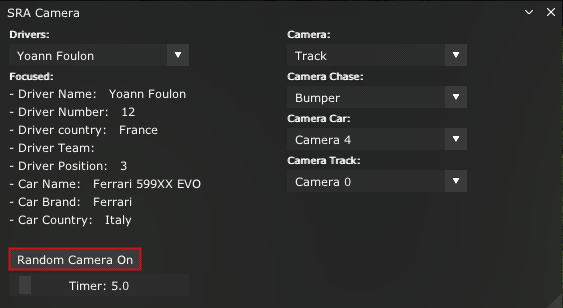 SRA Camera
Drivers:
Yoann Foulon
Focused:
- Driver Name: Yoann Foulon
- Driver Number: 12
- Driver country: France
- Driver Team:
- Driver Position: 3
- Car Name: Ferrari 599XX EVO
- Car Brand: Ferrari
- Car Country: Italy
Random Camera On
Timer: 5.0
Camera:
Track
Camera Chase:
Bumper
Camera Car:
Camera 4
Camera Track:
Camera 0